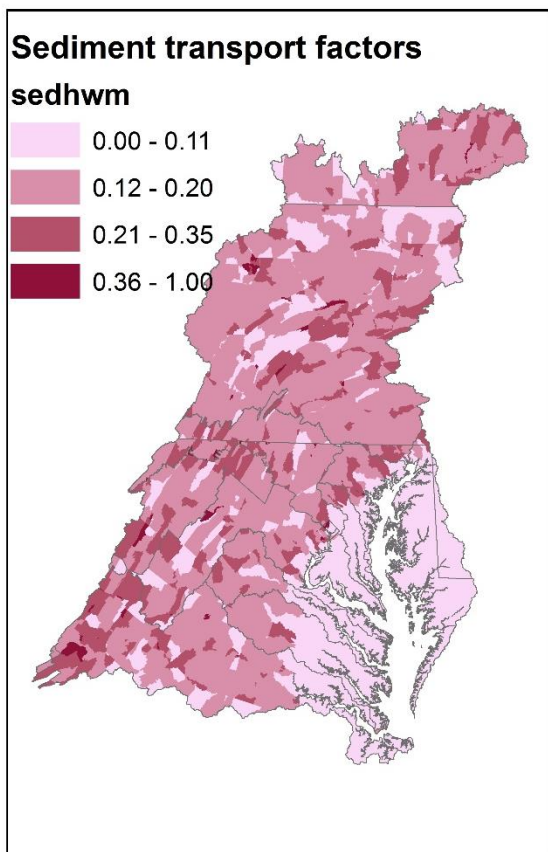 Sediment transport factors
sedhwm
0.00 - 0.11
0.12 - 0.20
0.21 - 0.35
0.36 - 1.00